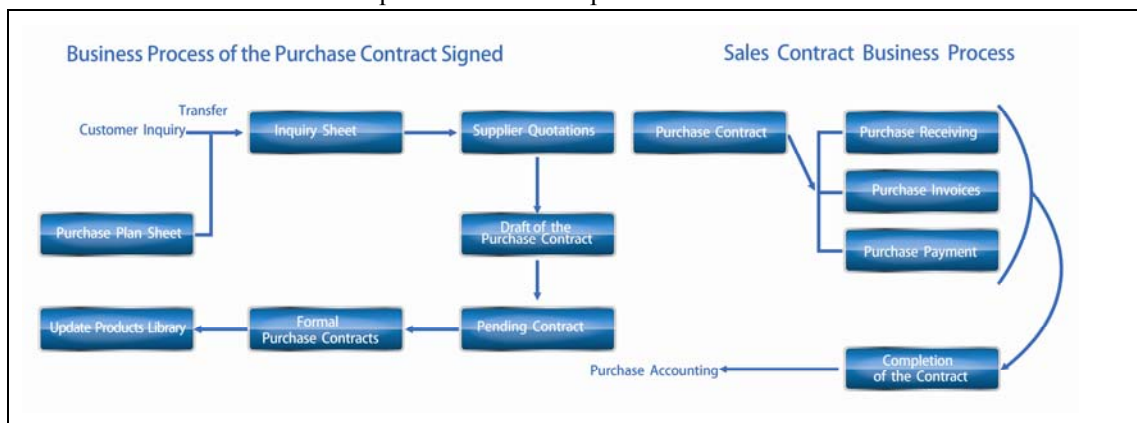 Business Process of the Purchase Contract Signed
Sales Contract Business Process
Transfer
Customer Inquiry
Inquiry Sheet
Supplier Quotations
Purchase Contract
Purchase Receiving
Purchase Invoices
Purchase Plan Sheet
Draft of the
Purchase Contract
Purchase Payment
Update Products Library
Formal
Purchase Contracts
Pending Contract
Purchase Accounting
Completion
of the Contract